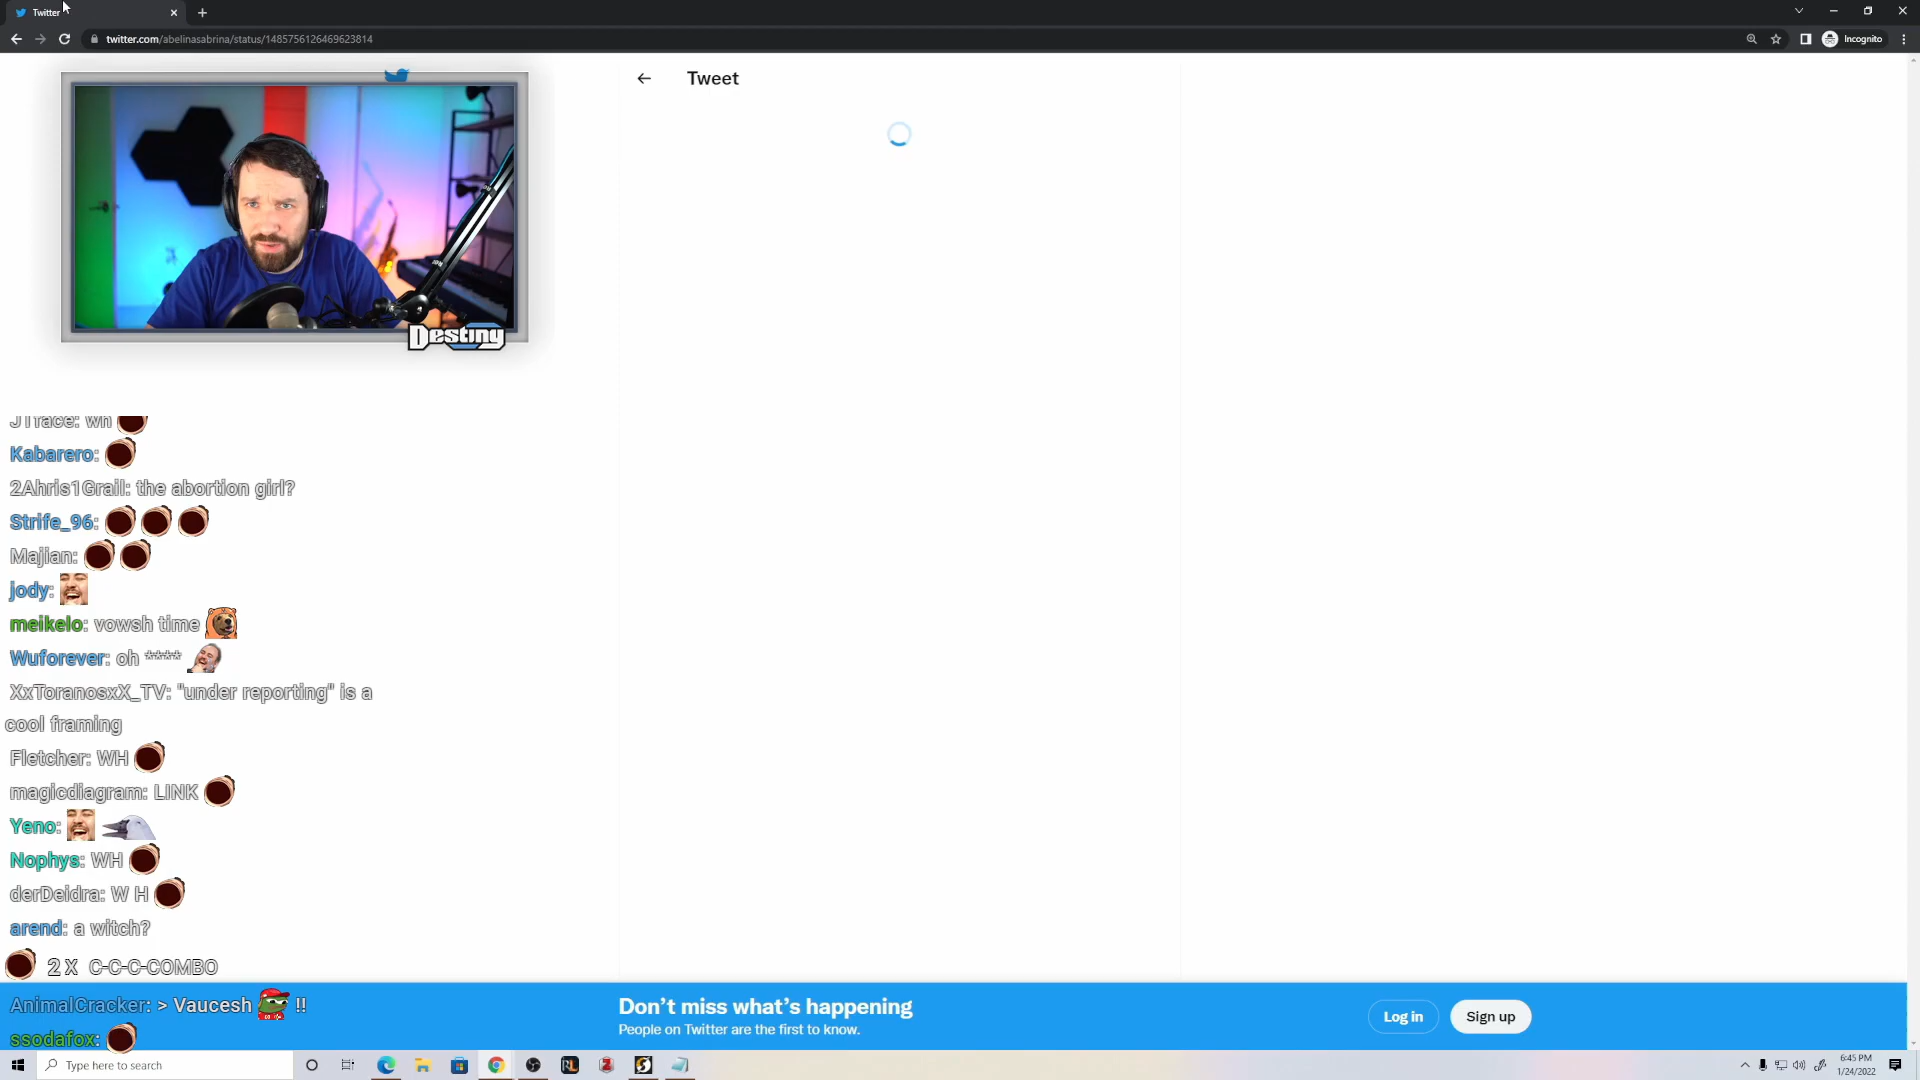 Twitter
twitter.com/abelinasabrina/status/1485756126469623814
Incognito
Tweet
Destiny
JTrace: wh
Kabarero:
2Ahris1Grail: the abortion girl?
Strife_96:
Majian:
jody:
meikelo: vowsh time
Wuforever: oh ****
XxToranosxX_TV: "under reporting" is a
cool framing
Fletcher: WH
magicdiagram: LINK
Yeno:
Nophys: WH
derDeidra: W H
arend: a witch?
2 X C-C-C-COMBO
AnimalCracker: > Vaucesh !!
ssodafox:
Don't miss what's happening
People on Twitter are the first to know.
Log in
Sign up
Type here to search
6:45 PM
1/24/2022